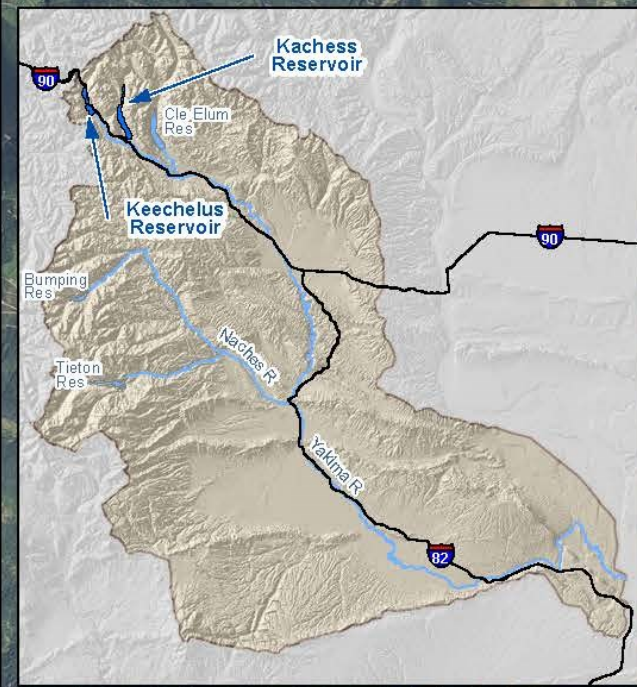 Kachess
Reservoir
90
Cle Elum
Res
Keechelus
Reservoir
90
Bumping
Res
Naches R
Tieton
Res
Yakima R
82